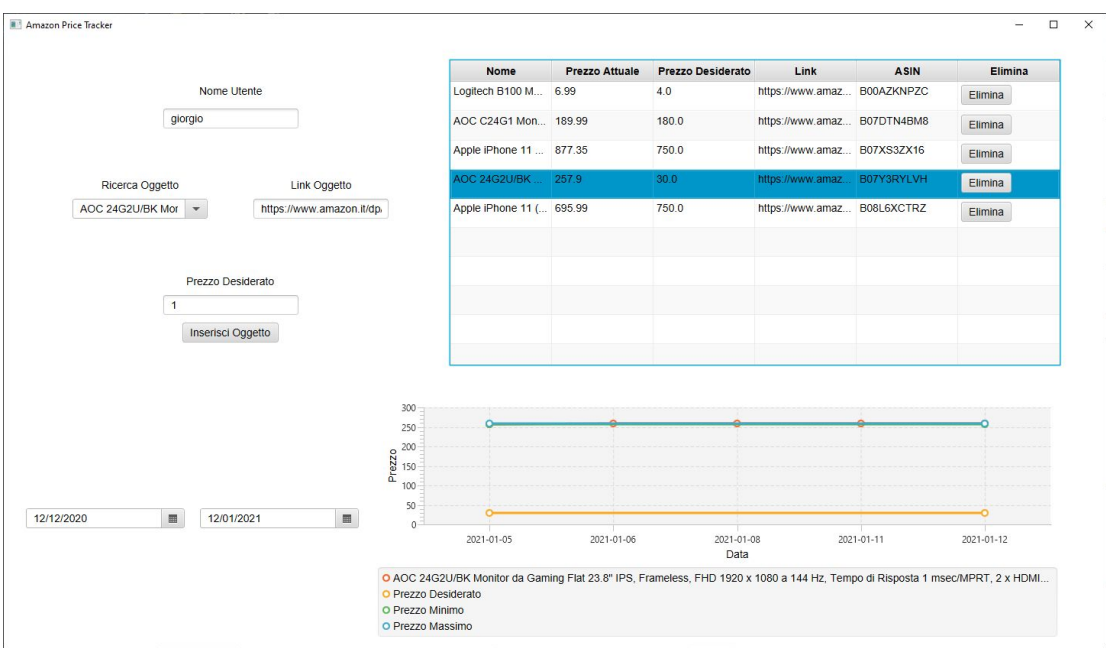 Amazon Price Tracker
Nome Utente
giorgio
Ricerca Oggetto
Link Oggetto
AOC 24G2U/BK Mor
https://www.amazon.it/dp/
Prezzo Desiderato
1
Inserisci Oggetto
12/12/2020
12/01/2021
Nome Prezzo Attuale Prezzo Desiderato Link ASIN Elimina
Logitech B100 M... 6.99 4.0 https://www.amaz... B00AZKNPZC Elimina
AOC C24G1 Mon... 189.99 180.0 https://www.amaz... B07DTN4BM8 Elimina
Apple iPhone 11 ... 877.35 750.0 https://www.amaz... B07XS3ZX16 Elimina
AOC 24G2U/BK ... 257.9 30.0 https://www.amaz... B07Y3RYLVH Elimina
Apple iPhone 11 (... 695.99 750.0 https://www.amaz... B08L6XCTRZ Elimina
Prezzo
300
250
200
150
100
50
0
2021-01-05 2021-01-06 2021-01-08 2021-01-11 2021-01-12
Data
AOC 24G2U/BK Monitor da Gaming Flat 23.8" IPS, Frameless, FHD 1920 x 1080 a 144 Hz, Tempo di Risposta 1 msec/MPRT, 2 x HDMI...
Prezzo Desiderato
Prezzo Minimo
Prezzo Massimo